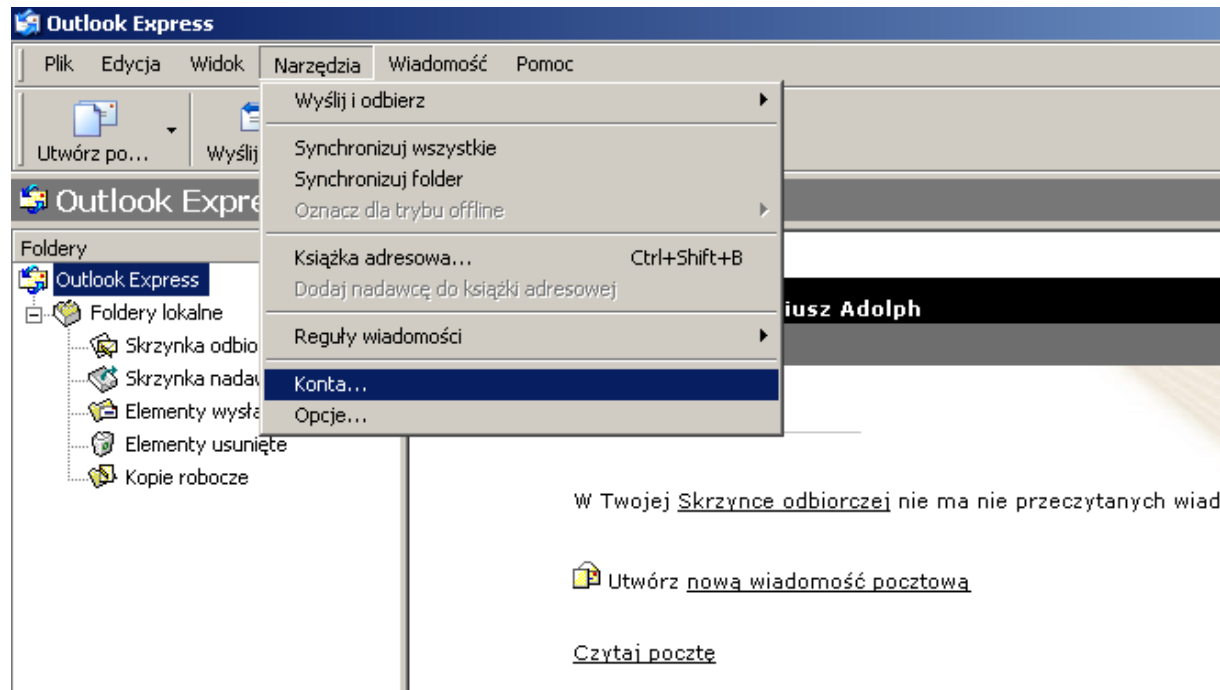 Outlook Express
Plik Edycja Widok Narzędzia Wiadomość Pomoc
Utwórz po... Wyślij
Wyślij i odbierz
Synchronizuj wszystkie
Synchronizuj folder
Oznacz dla trybu offline
Książka adresowa... Ctrl+Shift+B
Dodaj nadawcę do książki adresowej
Reguły wiadomości
Konta...
Opcje...
Outlook Expre
Foldery
Outlook Express
Foldery lokalne
Skrzynka odbio
Skrzynka nadaw
Elementy wysła
Elementy usunięte
Kopie robocze
iusz Adolph
W Twojej Skrzynce odbiorczej nie ma nie przeczytanych wiad
Utwórz nową wiadomość pocztową
Czytaj pocztę